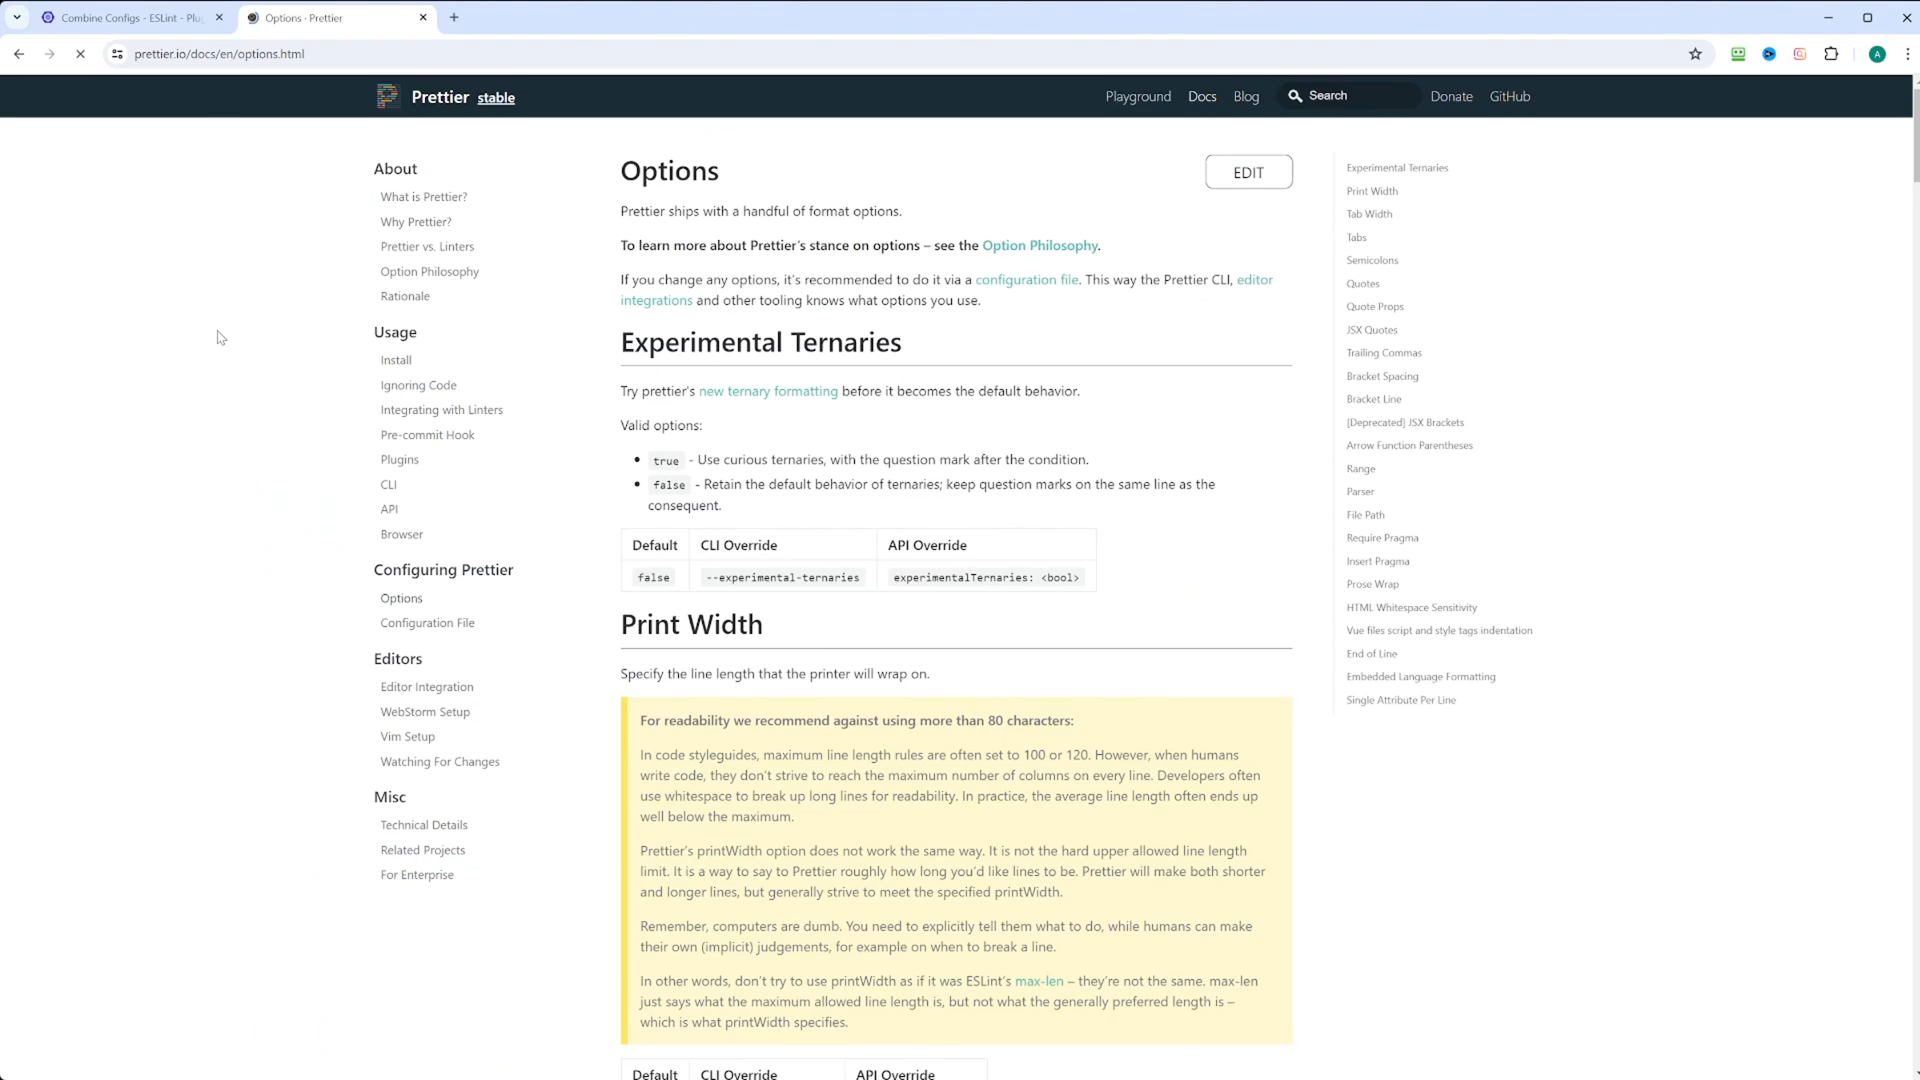 Combine Configs - ESLint - Plu
Options · Prettier
prettier.io/docs/en/options.html
A
Prettier stable
Playground
Docs
Blog
Search
Donate
GitHub
About
What is Prettier?
Why Prettier?
Prettier vs. Linters
Option Philosophy
Rationale
Usage
Install
Ignoring Code
Integrating with Linters
Pre-commit Hook
Plugins
CLI
API
Browser
Configuring Prettier
Options
Configuration File
Editors
Editor Integration
WebStorm Setup
Vim Setup
Watching For Changes
Misc
Technical Details
Related Projects
For Enterprise
Options
EDIT
Prettier ships with a handful of format options.
To learn more about Prettier's stance on options – see the Option Philosophy.
If you change any options, it's recommended to do it via a configuration file. This way the Prettier CLI, editor
integrations and other tooling knows what options you use.
Experimental Ternaries
Try prettier's new ternary formatting before it becomes the default behavior.
Valid options:
• true - Use curious ternaries, with the question mark after the condition.
• false - Retain the default behavior of ternaries; keep question marks on the same line as the
consequent.
Default CLI Override API Override
false --experimental-ternaries experimentalTernaries: <bool>
Print Width
Specify the line length that the printer will wrap on.
For readability we recommend against using more than 80 characters:
In code styleguides, maximum line length rules are often set to 100 or 120. However, when humans
write code, they don't strive to reach the maximum number of columns on every line. Developers often
use whitespace to break up long lines for readability. In practice, the average line length often ends up
well below the maximum.
Prettier's printWidth option does not work the same way. It is not the hard upper allowed line length
limit. It is a way to say to Prettier roughly how long you'd like lines to be. Prettier will make both shorter
and longer lines, but generally strive to meet the specified printWidth.
Remember, computers are dumb. You need to explicitly tell them what to do, while humans can make
their own (implicit) judgements, for example on when to break a line.
In other words, don't try to use printWidth as if it was ESLint's max-len – they're not the same. max-len
just says what the maximum allowed line length is, but not what the generally preferred length is –
which is what printWidth specifies.
Default CLI Override API Override
Experimental Ternaries
Print Width
Tab Width
Tabs
Semicolons
Quotes
Quote Props
JSX Quotes
Trailing Commas
Bracket Spacing
Bracket Line
[Deprecated] JSX Brackets
Arrow Function Parentheses
Range
Parser
File Path
Require Pragma
Insert Pragma
Prose Wrap
HTML Whitespace Sensitivity
Vue files script and style tags indentation
End of Line
Embedded Language Formatting
Single Attribute Per Line